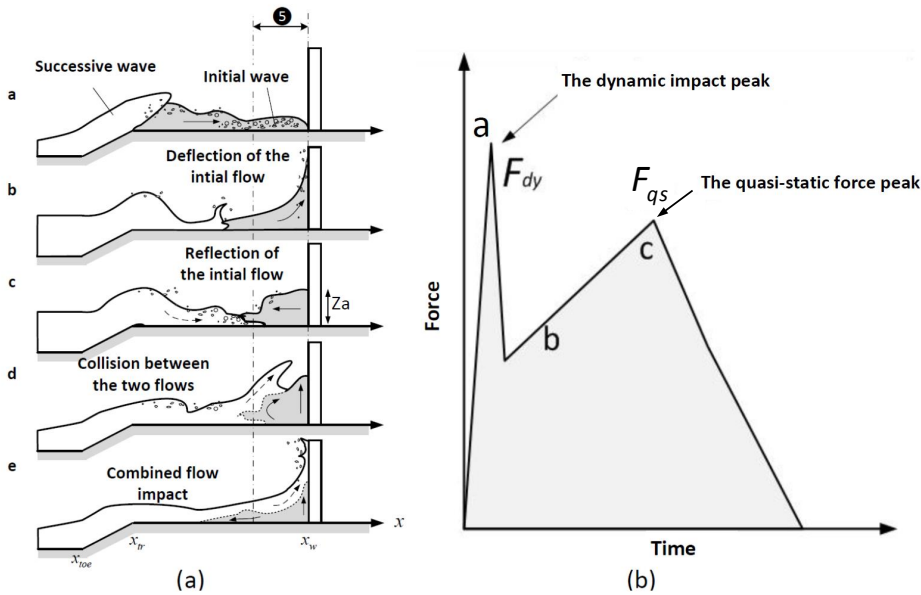 5
Successive wave
Initial wave
a
Deflection of the
intial flow
b
Reflection of
the intial flow
c
Za
Collision between
the two flows
d
e
Combined flow
impact
x
x_toe
x_tr
x_w
(a)
The dynamic impact peak
a
F_dy
F_qs
The quasi-static force peak
c
b
Force
Time
(b)